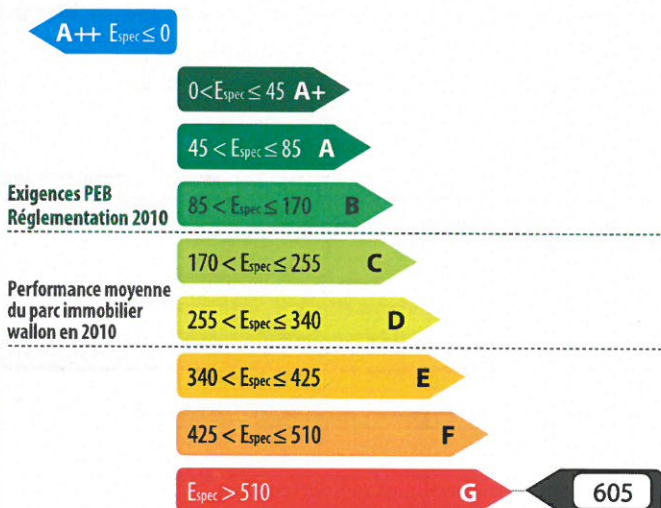 A++ Espec ≤ 0
0 < Espec ≤ 45 A+
45 < Espec ≤ 85 A
Exigences PEB
Réglementation 2010
85 < Espec ≤ 170 B
170 < Espec ≤ 255 C
Performance moyenne
du parc immobilier
wallon en 2010
255 < Espec ≤ 340 D
340 < Espec ≤ 425 E
425 < Espec ≤ 510 F
Espec > 510 G
605